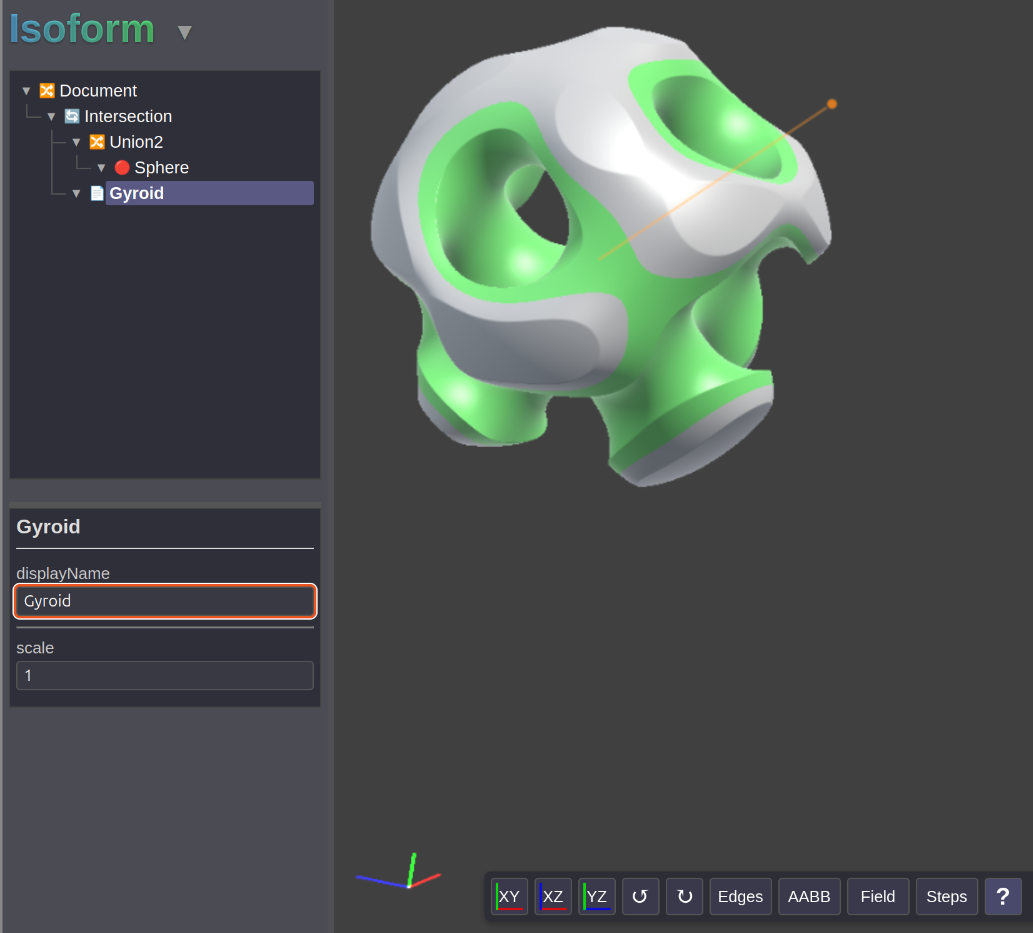 Isoform ▼
Document
Intersection
Union2
Sphere
Gyroid
Gyroid
displayName
Gyroid
scale
1
XY XZ YZ ↺ ↻ Edges AABB Field Steps ?